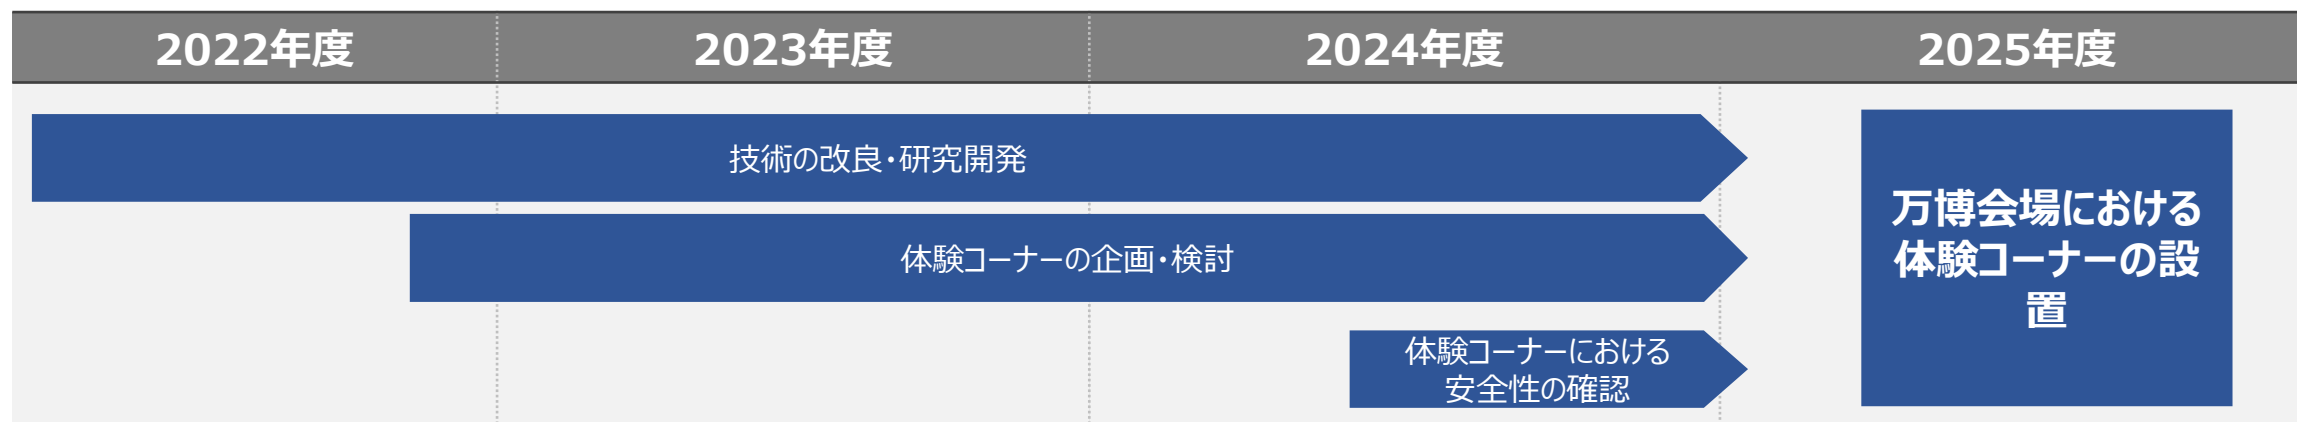 2022年度
2023年度
2024年度
2025年度
技術の改良・研究開発
体験コーナーの企画・検討
体験コーナーにおける
安全性の確認
万博会場における
体験コーナーの設
置